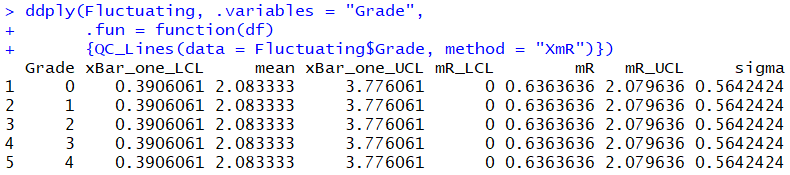 > ddply(Fluctuating, .variables = "Grade",
+       .fun = function(df)
+       {QC_Lines(data = Fluctuating$Grade, method = "XmR")})
  Grade xBar_one_LCL     mean xBar_one_UCL mR_LCL        mR   mR_UCL     sigma
1     0    0.3906061 2.083333     3.776061      0 0.6363636 2.079636 0.5642424
2     1    0.3906061 2.083333     3.776061      0 0.6363636 2.079636 0.5642424
3     2    0.3906061 2.083333     3.776061      0 0.6363636 2.079636 0.5642424
4     3    0.3906061 2.083333     3.776061      0 0.6363636 2.079636 0.5642424
5     4    0.3906061 2.083333     3.776061      0 0.6363636 2.079636 0.5642424